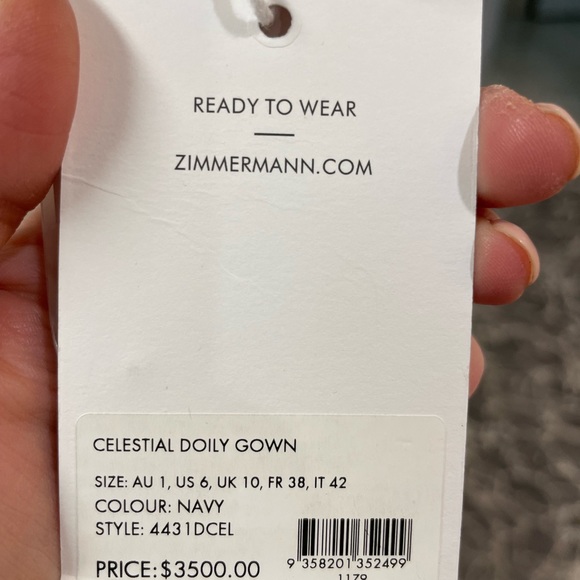 READY TO WEAR
ZIMMERMANN.COM
CELESTIAL DOILY GOWN
SIZE: AU 1, US 6, UK 10, FR 38, IT 42
COLOUR: NAVY
STYLE: 4431DCEL
PRICE: $3500.00
9 358201 352499